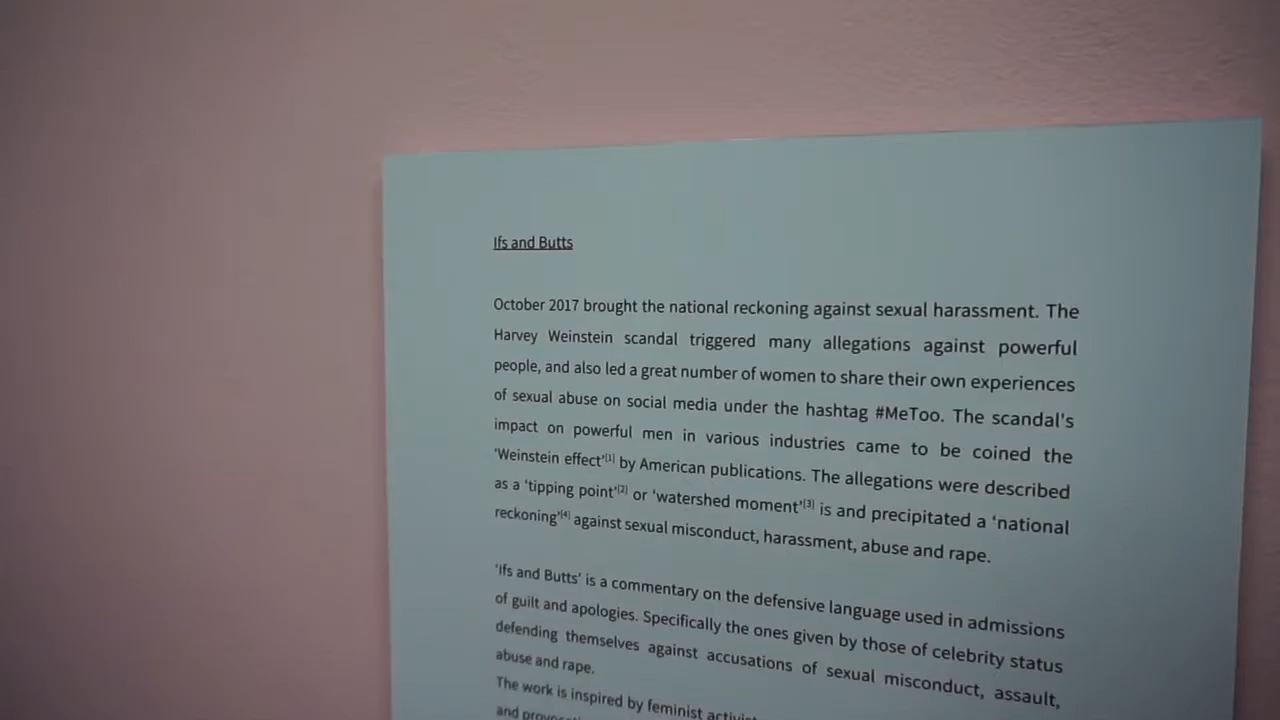 Ifs and Butts
October 2017 brought the national reckoning against sexual harassment. The
Harvey Weinstein scandal triggered many allegations against powerful
people, and also led a great number of women to share their own experiences
of sexual abuse on social media under the hashtag #MeToo. The scandal's
impact on powerful men in various industries came to be coined the
'Weinstein effect'[1] by American publications. The allegations were described
as a 'tipping point'[2] or 'watershed moment'[3] is and precipitated a 'national
reckoning'[4] against sexual misconduct, harassment, abuse and rape.
'Ifs and Butts' is a commentary on the defensive language used in admissions
of guilt and apologies. Specifically the ones given by those of celebrity status
defending themselves against accusations of sexual misconduct, assault,
abuse and rape.
The work is inspired by feminist
and